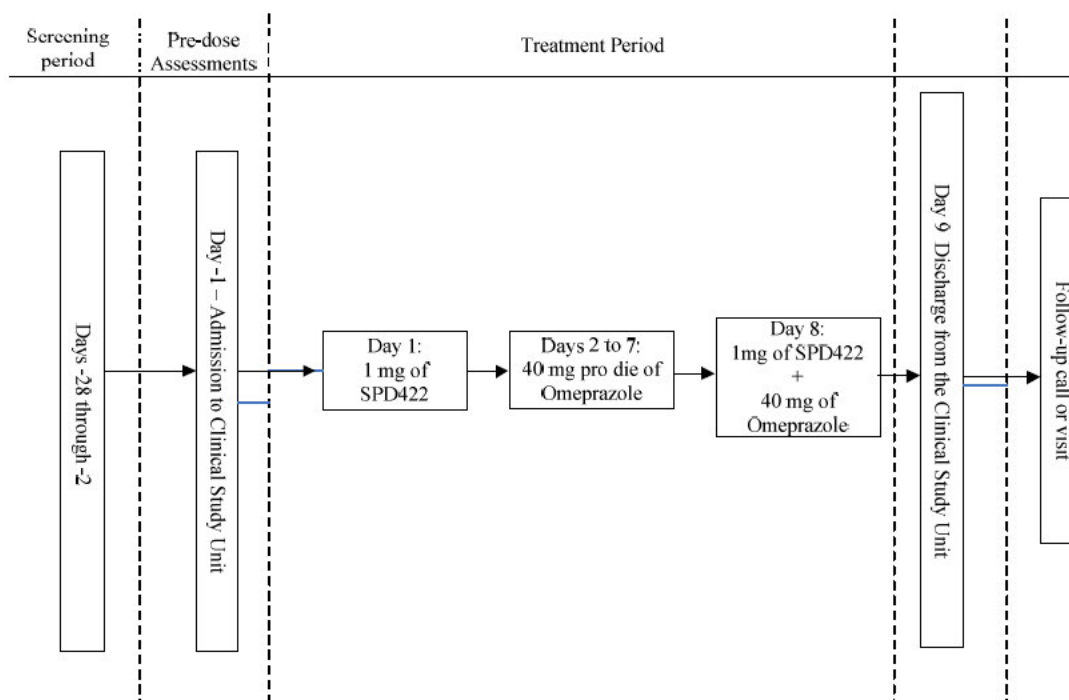 Screening
period
Pre-dose
Assessments
Treatment Period
Days -28 through -2
Day -1 – Admission to Clinical Study Unit
Day 1:
1 mg of
SPD422
Days 2 to 7:
40 mg pro die of
Omeprazole
Day 8:
1mg of SPD422
+
40 mg of
Omeprazole
Day 9 Discharge from the Clinical Study Unit
Follow-up call or visit